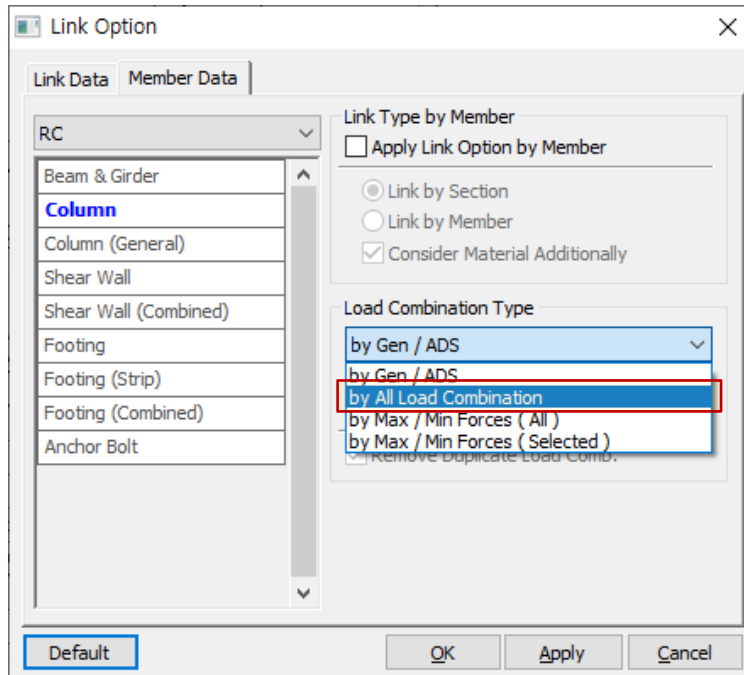 Link Option
Link Data
Member Data
RC
Beam & Girder
Column
Column (General)
Shear Wall
Shear Wall (Combined)
Footing
Footing (Strip)
Footing (Combined)
Anchor Bolt
Link Type by Member
Apply Link Option by Member
Link by Section
Link by Member
Consider Material Additionally
Load Combination Type
by Gen / ADS
by Gen / ADS
by All Load Combination
by Max / Min Forces ( All )
by Max / Min Forces ( Selected )
Remove Duplicate Load Comb.
Default
OK
Apply
Cancel